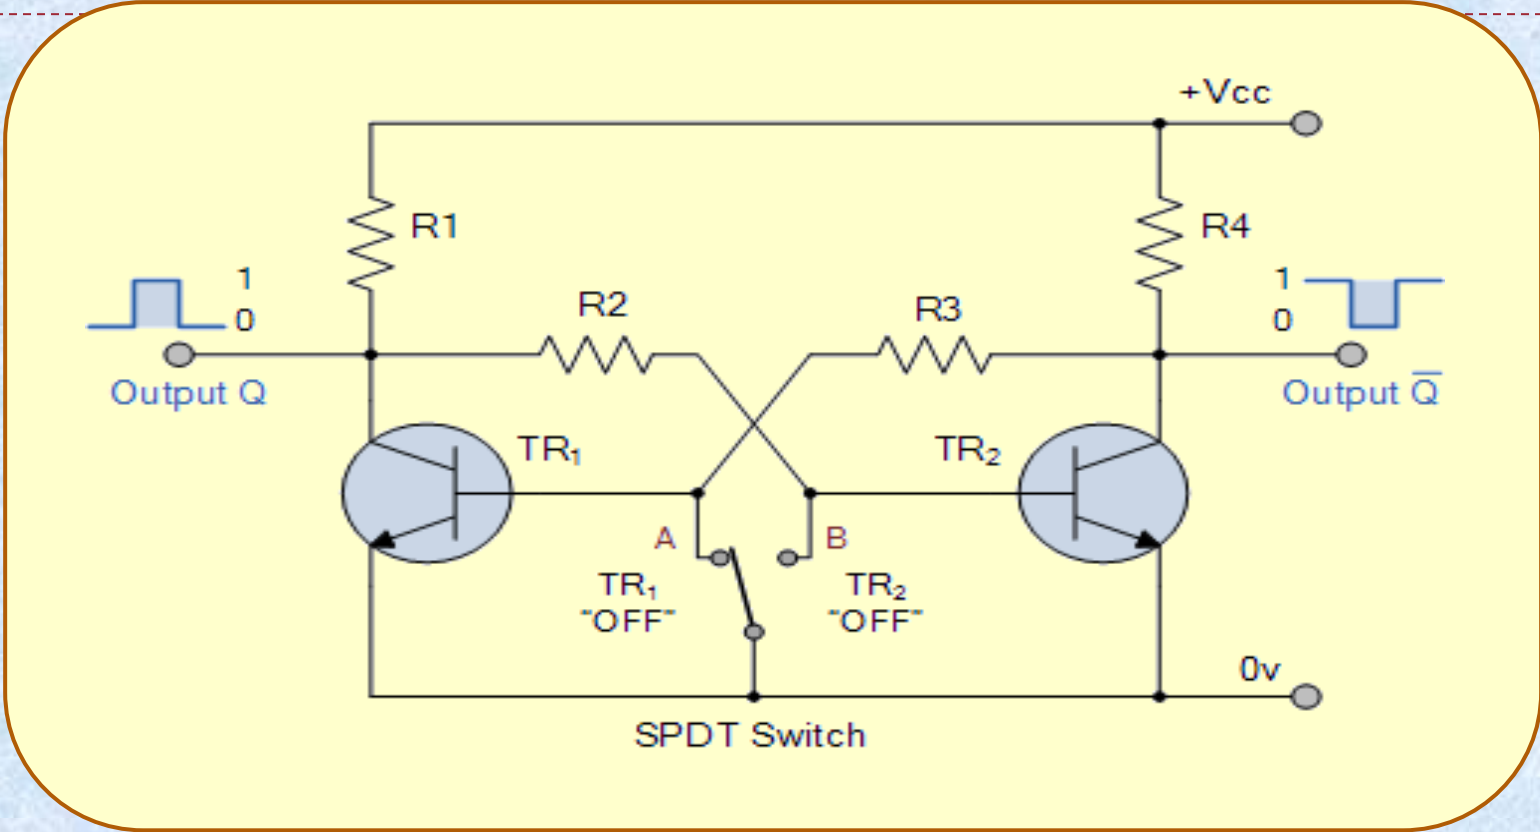 +Vcc
R1
R4
1
0
1
0
R2
R3
Output Q
Output Q̅
TR₁
TR₂
A
B
TR₁
"OFF"
TR₂
"OFF"
0v
SPDT Switch